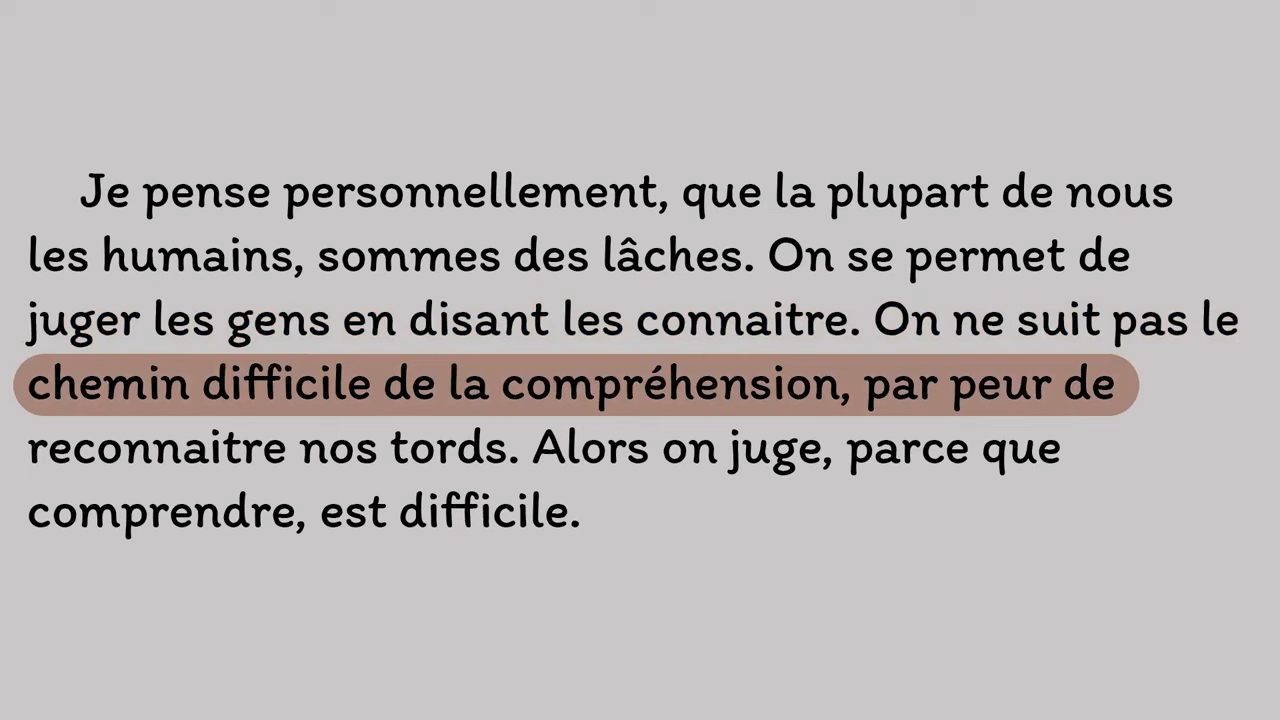 Je pense personnellement, que la plupart de nous
les humains, sommes des lâches. On se permet de
juger les gens en disant les connaitre. On ne suit pas le
chemin difficile de la compréhension, par peur de
reconnaitre nos tords. Alors on juge, parce que
comprendre, est difficile.